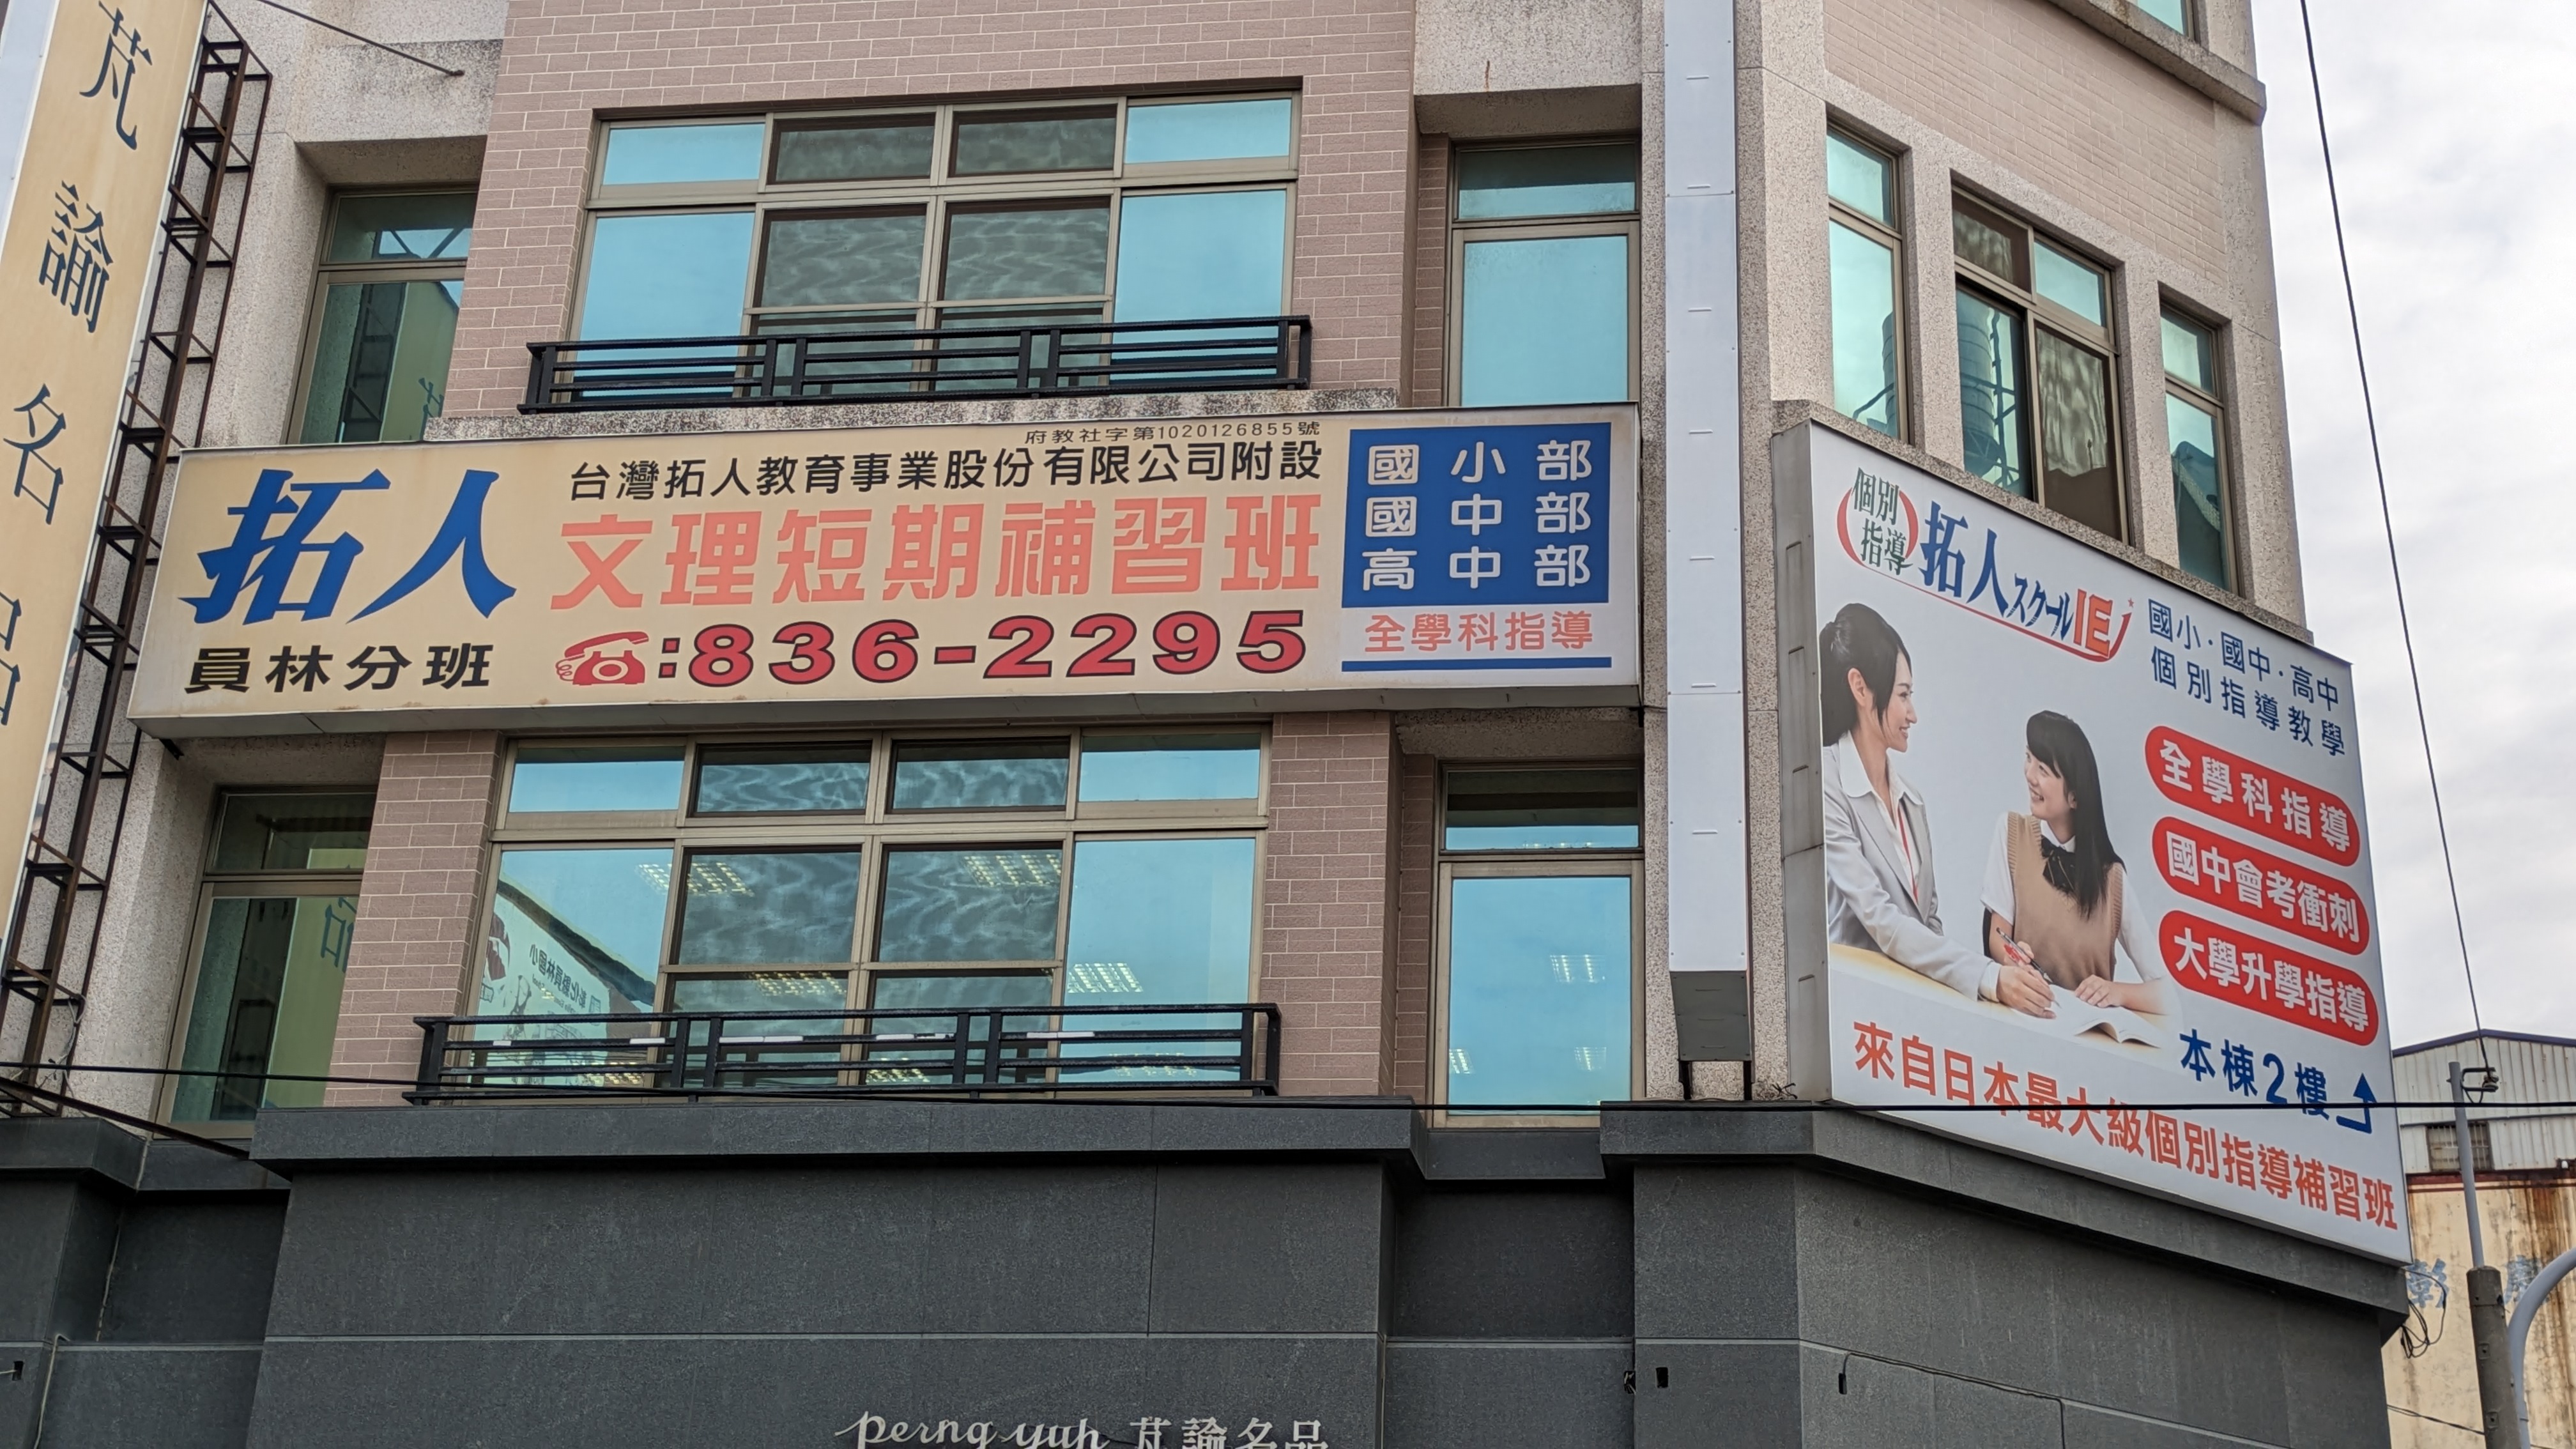 芃諭名品
府教社字第1020126855號
台灣拓人教育事業股份有限公司附設
拓人
文理短期補習班
員林分班
:836-2295
國小部
國中部
高中部
全學科指導
個別
指導
拓人スクールIE
國小·國中·高中
個別指導教學
全學科指導
國中會考衝刺
大學升學指導
本棟2樓
來自日本最大級個別指導補習班
perng yuh 芃諭名品
彰